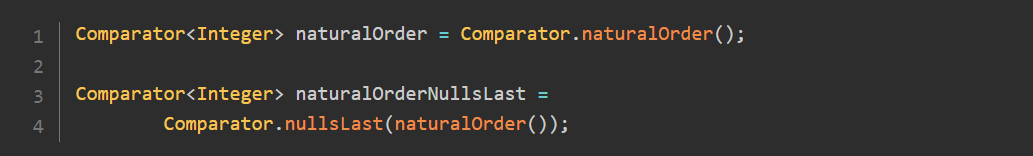 1 Comparator<Integer> naturalOrder = Comparator.naturalOrder();
2
3 Comparator<Integer> naturalOrderNullsLast =
4         Comparator.nullsLast(naturalOrder());